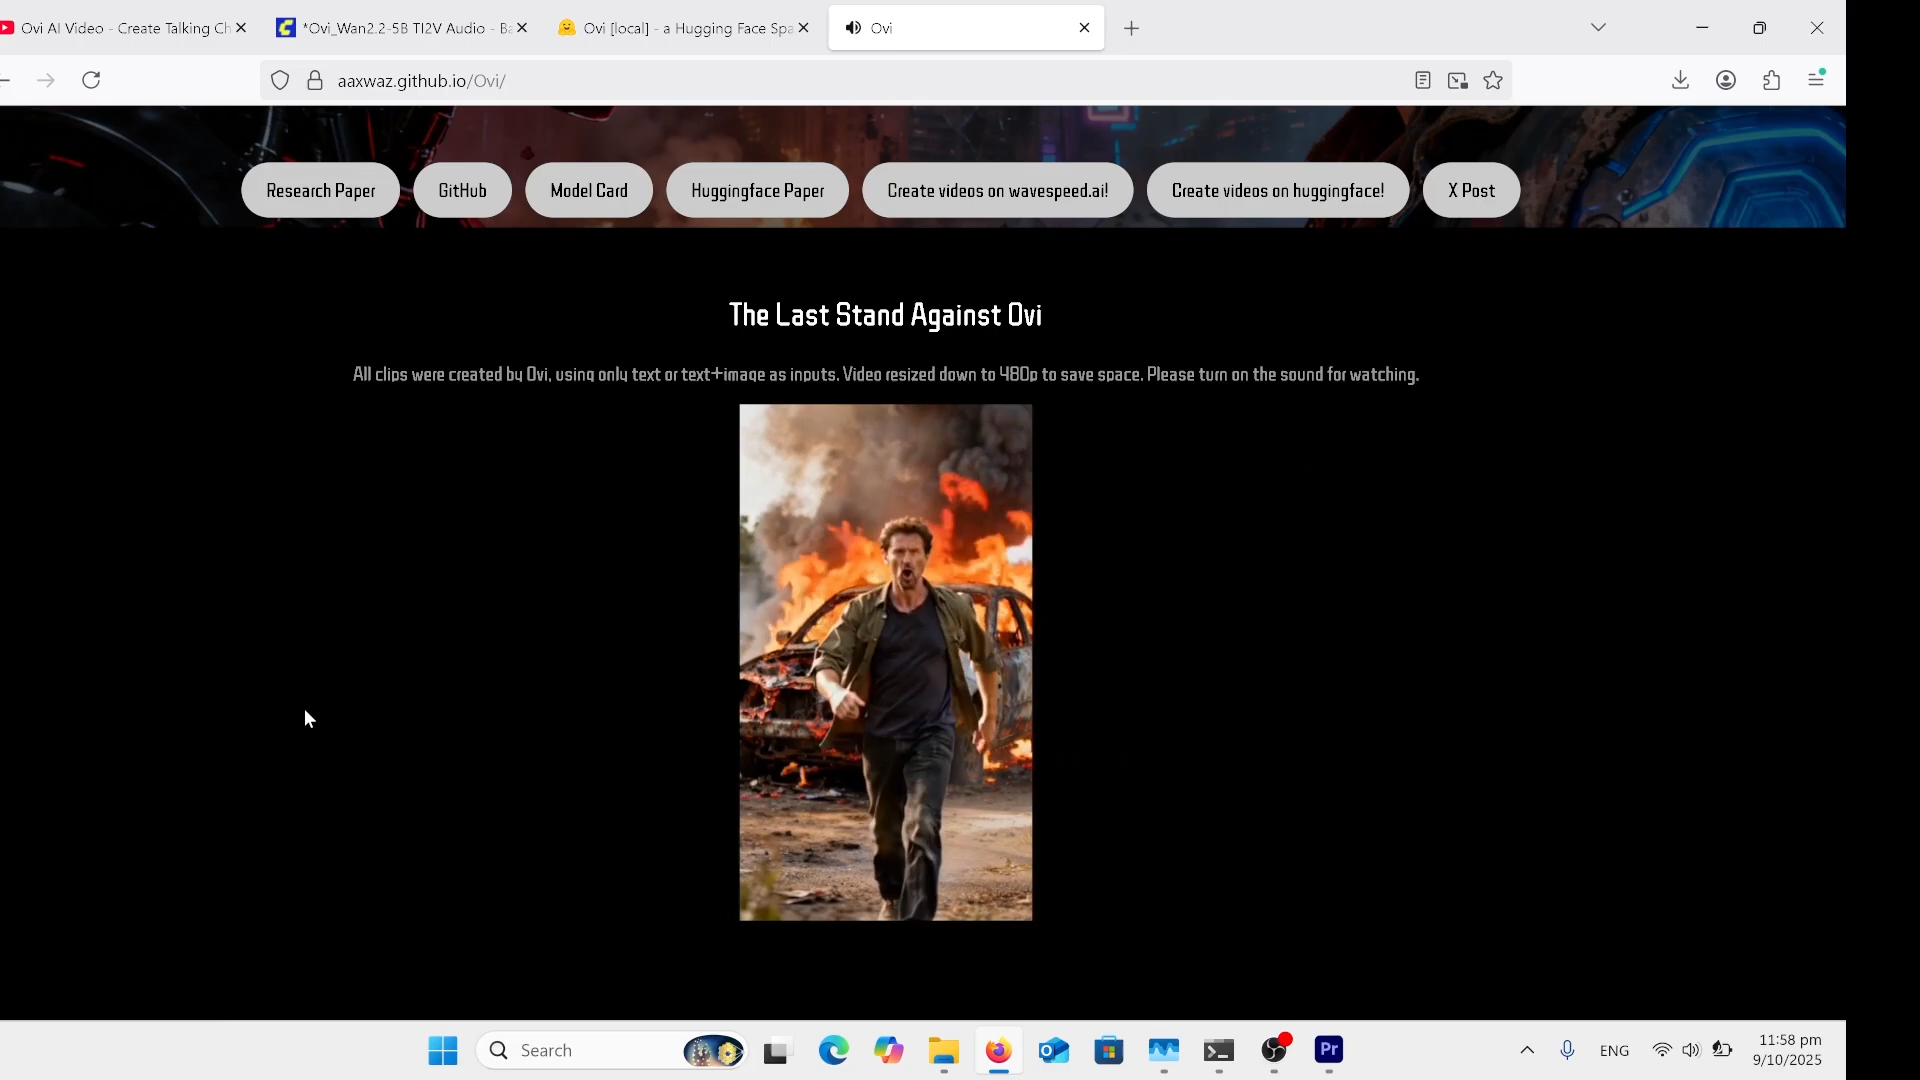 Ovi AI Video - Create Talking Ch
*Ovi_Wan2.2-5B TI2V Audio - Ba
Ovi [local] - a Hugging Face Spa
Ovi
aaxwaz.github.io/Ovi/
Research Paper
GitHub
Model Card
Huggingface Paper
Create videos on wavespeed.ai!
Create videos on huggingface!
X Post
The Last Stand Against Ovi
All clips were created by Ovi, using only text or text+image as inputs. Video resized down to 480p to save space. Please turn on the sound for watching.
Search
Pr
ENG
11:58 pm
9/10/2025